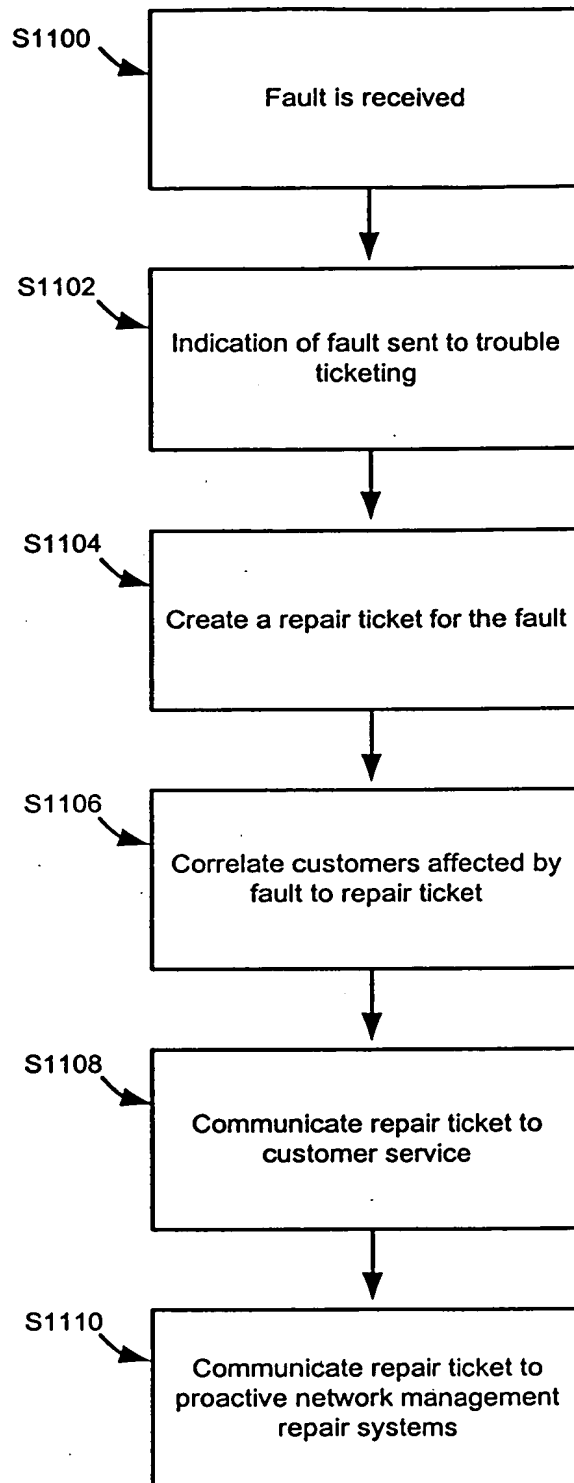 S1100
Fault is received
S1102
Indication of fault sent to trouble
ticketing
S1104
Create a repair ticket for the fault
S1106
Correlate customers affected by
fault to repair ticket
S1108
Communicate repair ticket to
customer service
S1110
Communicate repair ticket to
proactive network management
repair systems